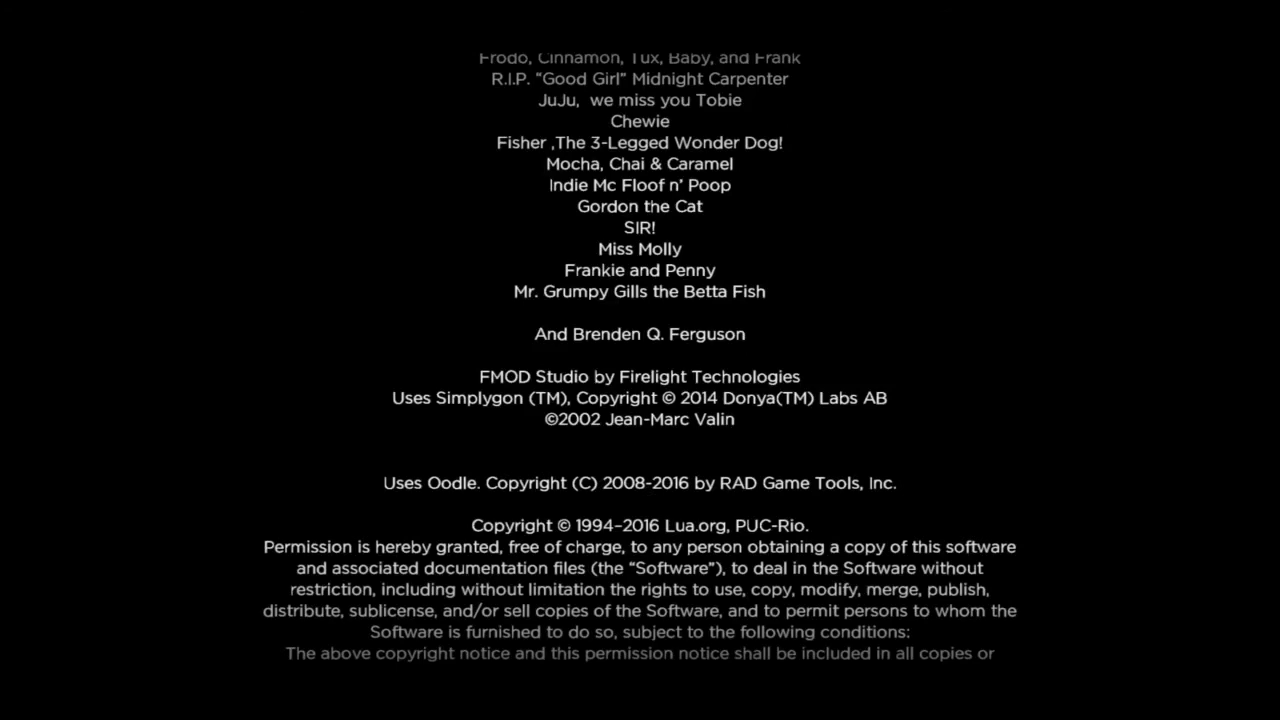 Frodo, Cinnamon, Tux, Baby, and Frank
R.I.P. “Good Girl” Midnight Carpenter
JuJu,  we miss you Tobie
Chewie
Fisher ,The 3-Legged Wonder Dog!
Mocha, Chai & Caramel
Indie Mc Floof n’ Poop
Gordon the Cat
SIR!
Miss Molly
Frankie and Penny
Mr. Grumpy Gills the Betta Fish
And Brenden Q. Ferguson
FMOD Studio by Firelight Technologies
Uses Simplygon (TM), Copyright © 2014 Donya(TM) Labs AB
©2002 Jean-Marc Valin
Uses Oodle. Copyright (C) 2008-2016 by RAD Game Tools, Inc.
Copyright © 1994–2016 Lua.org, PUC-Rio.
Permission is hereby granted, free of charge, to any person obtaining a copy of this software
and associated documentation files (the “Software”), to deal in the Software without
restriction, including without limitation the rights to use, copy, modify, merge, publish,
distribute, sublicense, and/or sell copies of the Software, and to permit persons to whom the
Software is furnished to do so, subject to the following conditions:
The above copyright notice and this permission notice shall be included in all copies or